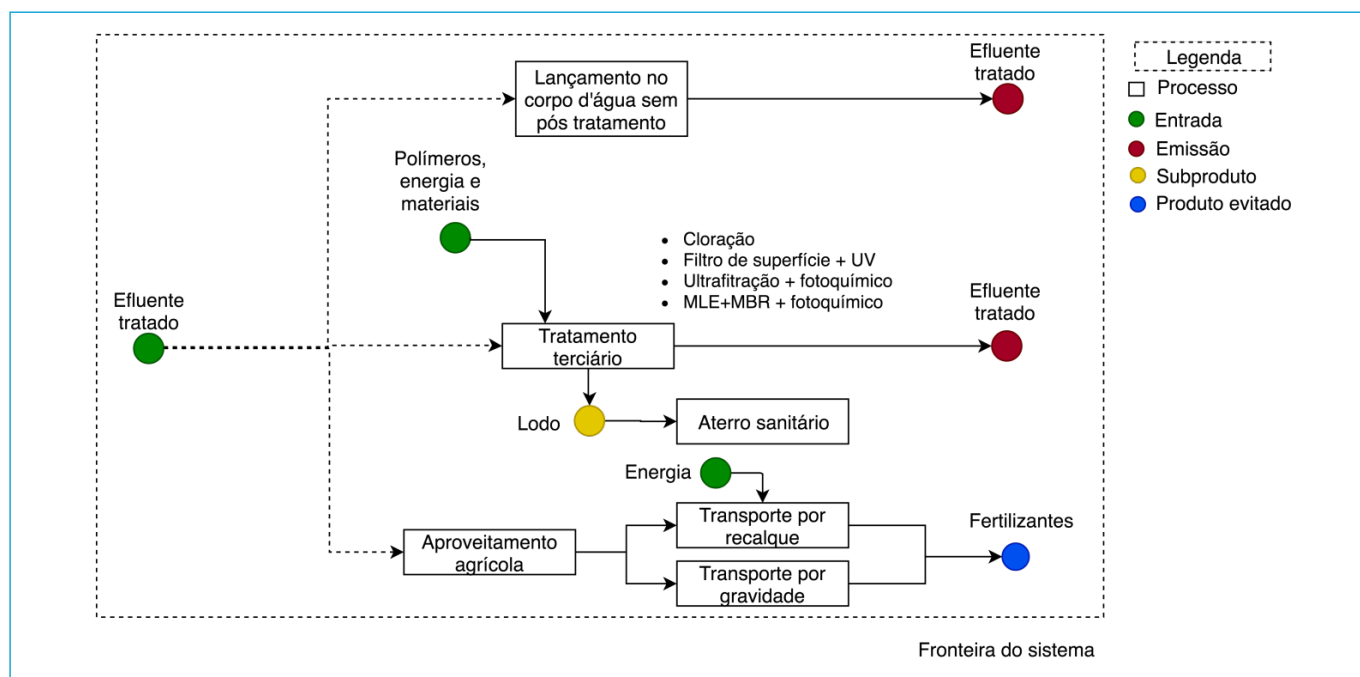 Lançamento no
corpo d'água sem
pós tratamento
Efluente
tratado
Legenda
Processo
Entrada
Emissão
Subproduto
Produto evitado
Polímeros,
energia e
materiais
• Cloração
• Filtro de superfície + UV
• Ultrafitração + fotoquímico
• MLE+MBR + fotoquímico
Efluente
tratado
Tratamento
terciário
Efluente
tratado
Lodo
Aterro sanitário
Energia
Aproveitamento
agrícola
Transporte por
recalque
Transporte por
gravidade
Fertilizantes
Fronteira do sistema